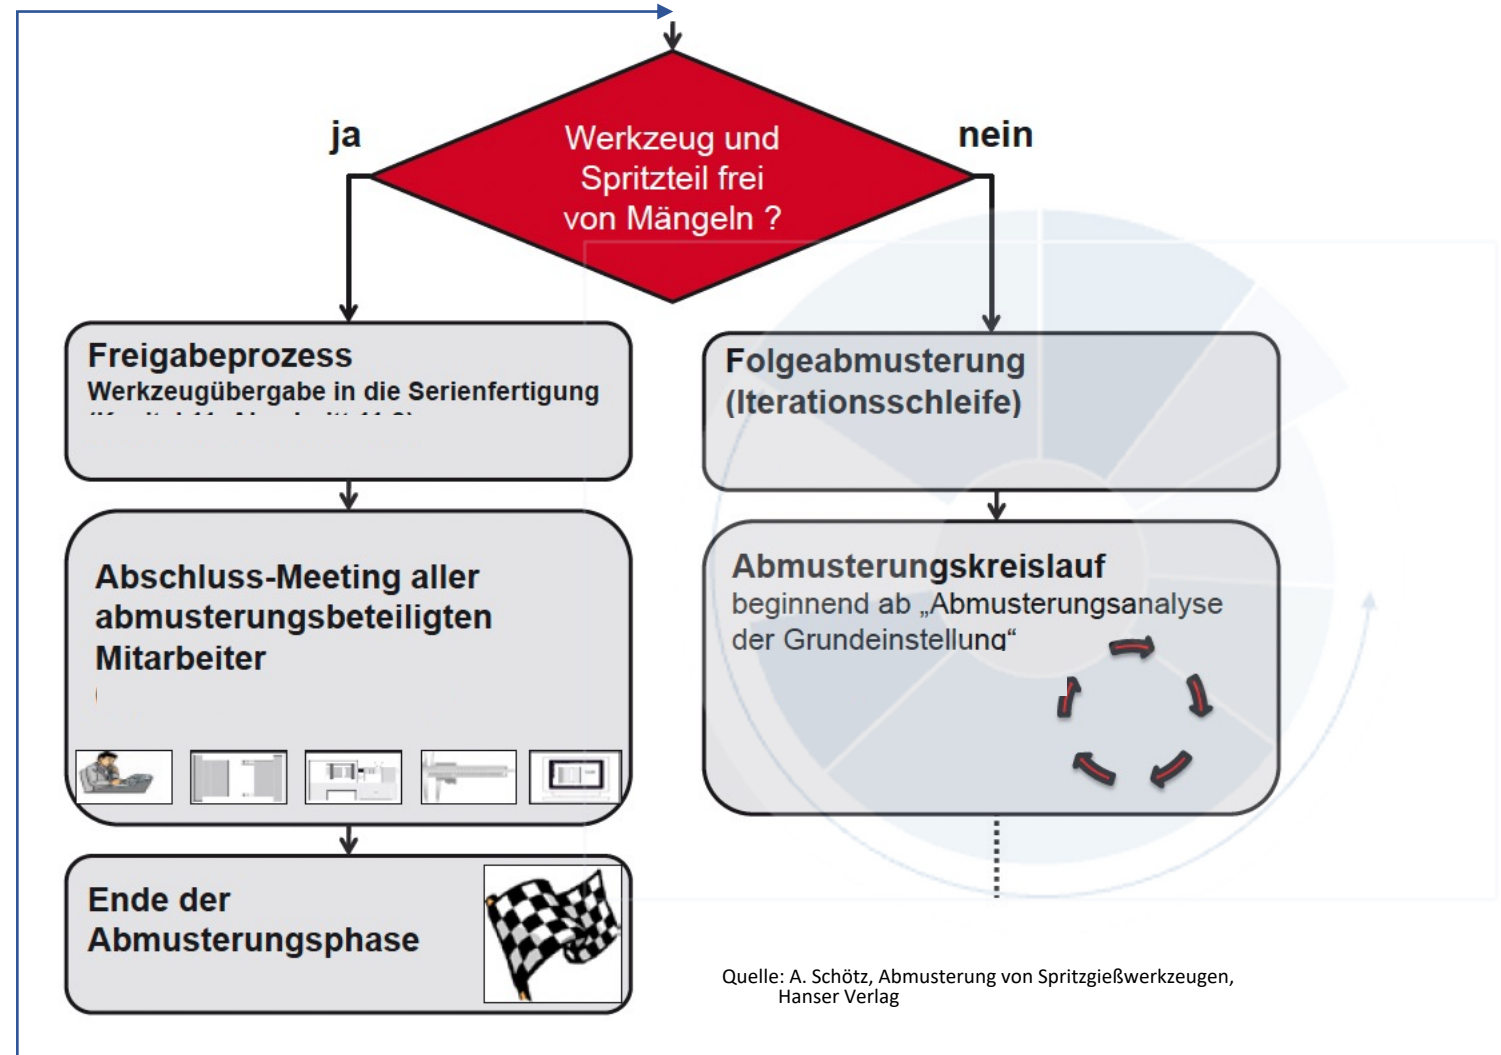 ja
Werkzeug und
Spritzteil frei
von Mängeln ?
nein
Freigabeprozess
Werkzeugübergabe in die Serienfertigung
Abschluss-Meeting aller
abmusterungsbeteiligten
Mitarbeiter
Ende der
Abmusterungsphase
Folgeabmusterung
(Iterationsschleife)
Abmusterungskreislauf
beginnend ab „Abmusterungsanalyse
der Grundeinstellung“
Quelle: A. Schötz, Abmusterung von Spritzgießwerkzeugen,
Hanser Verlag